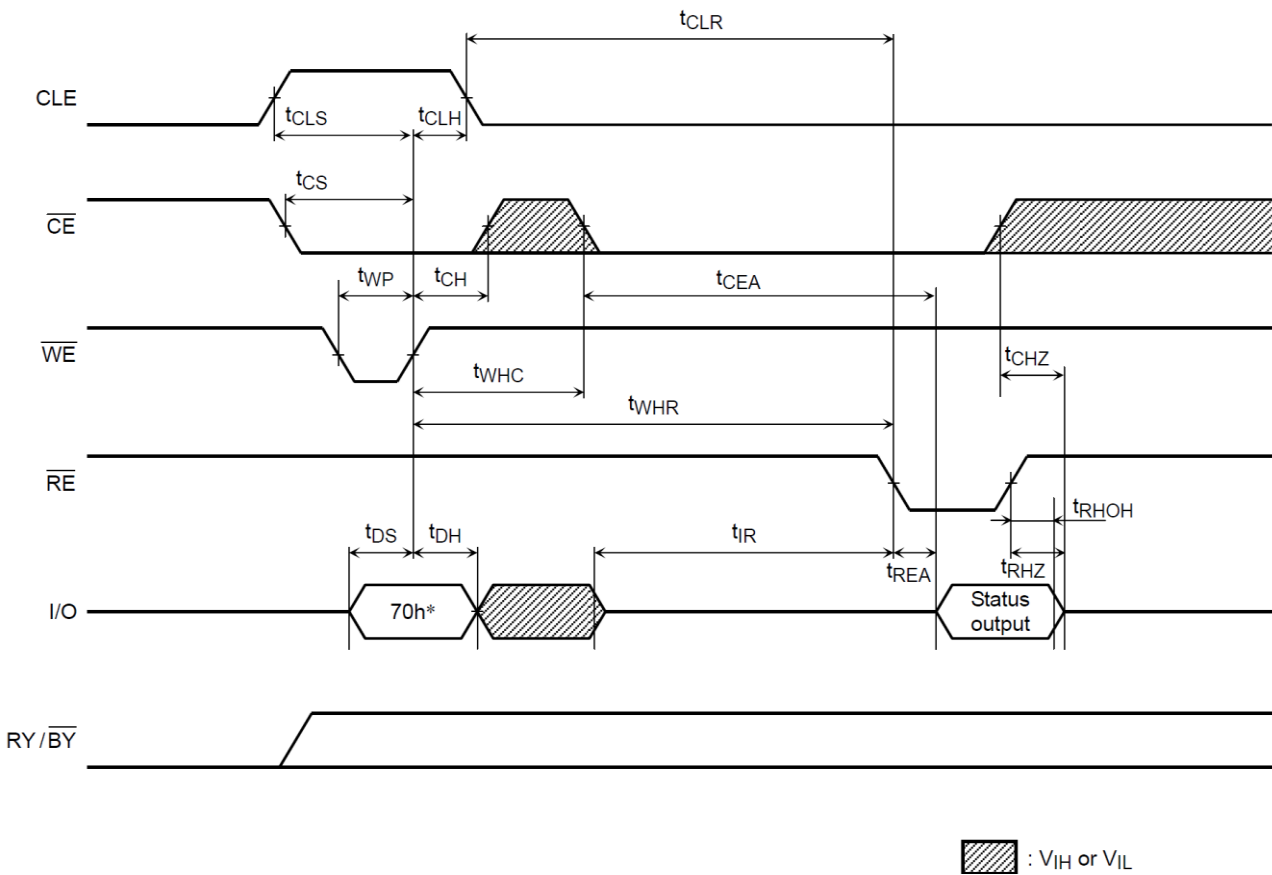 tCLR
CLE
tCLS
tCLH
tCS
CE
tWP
tCH
tCEA
WE
tCHZ
tWHC
tWHR
RE
tRHOH
tDS
tDH
tIR
tREA
tRHZ
I/O
70h*
Status
output
RY/BY
: VIH or VIL